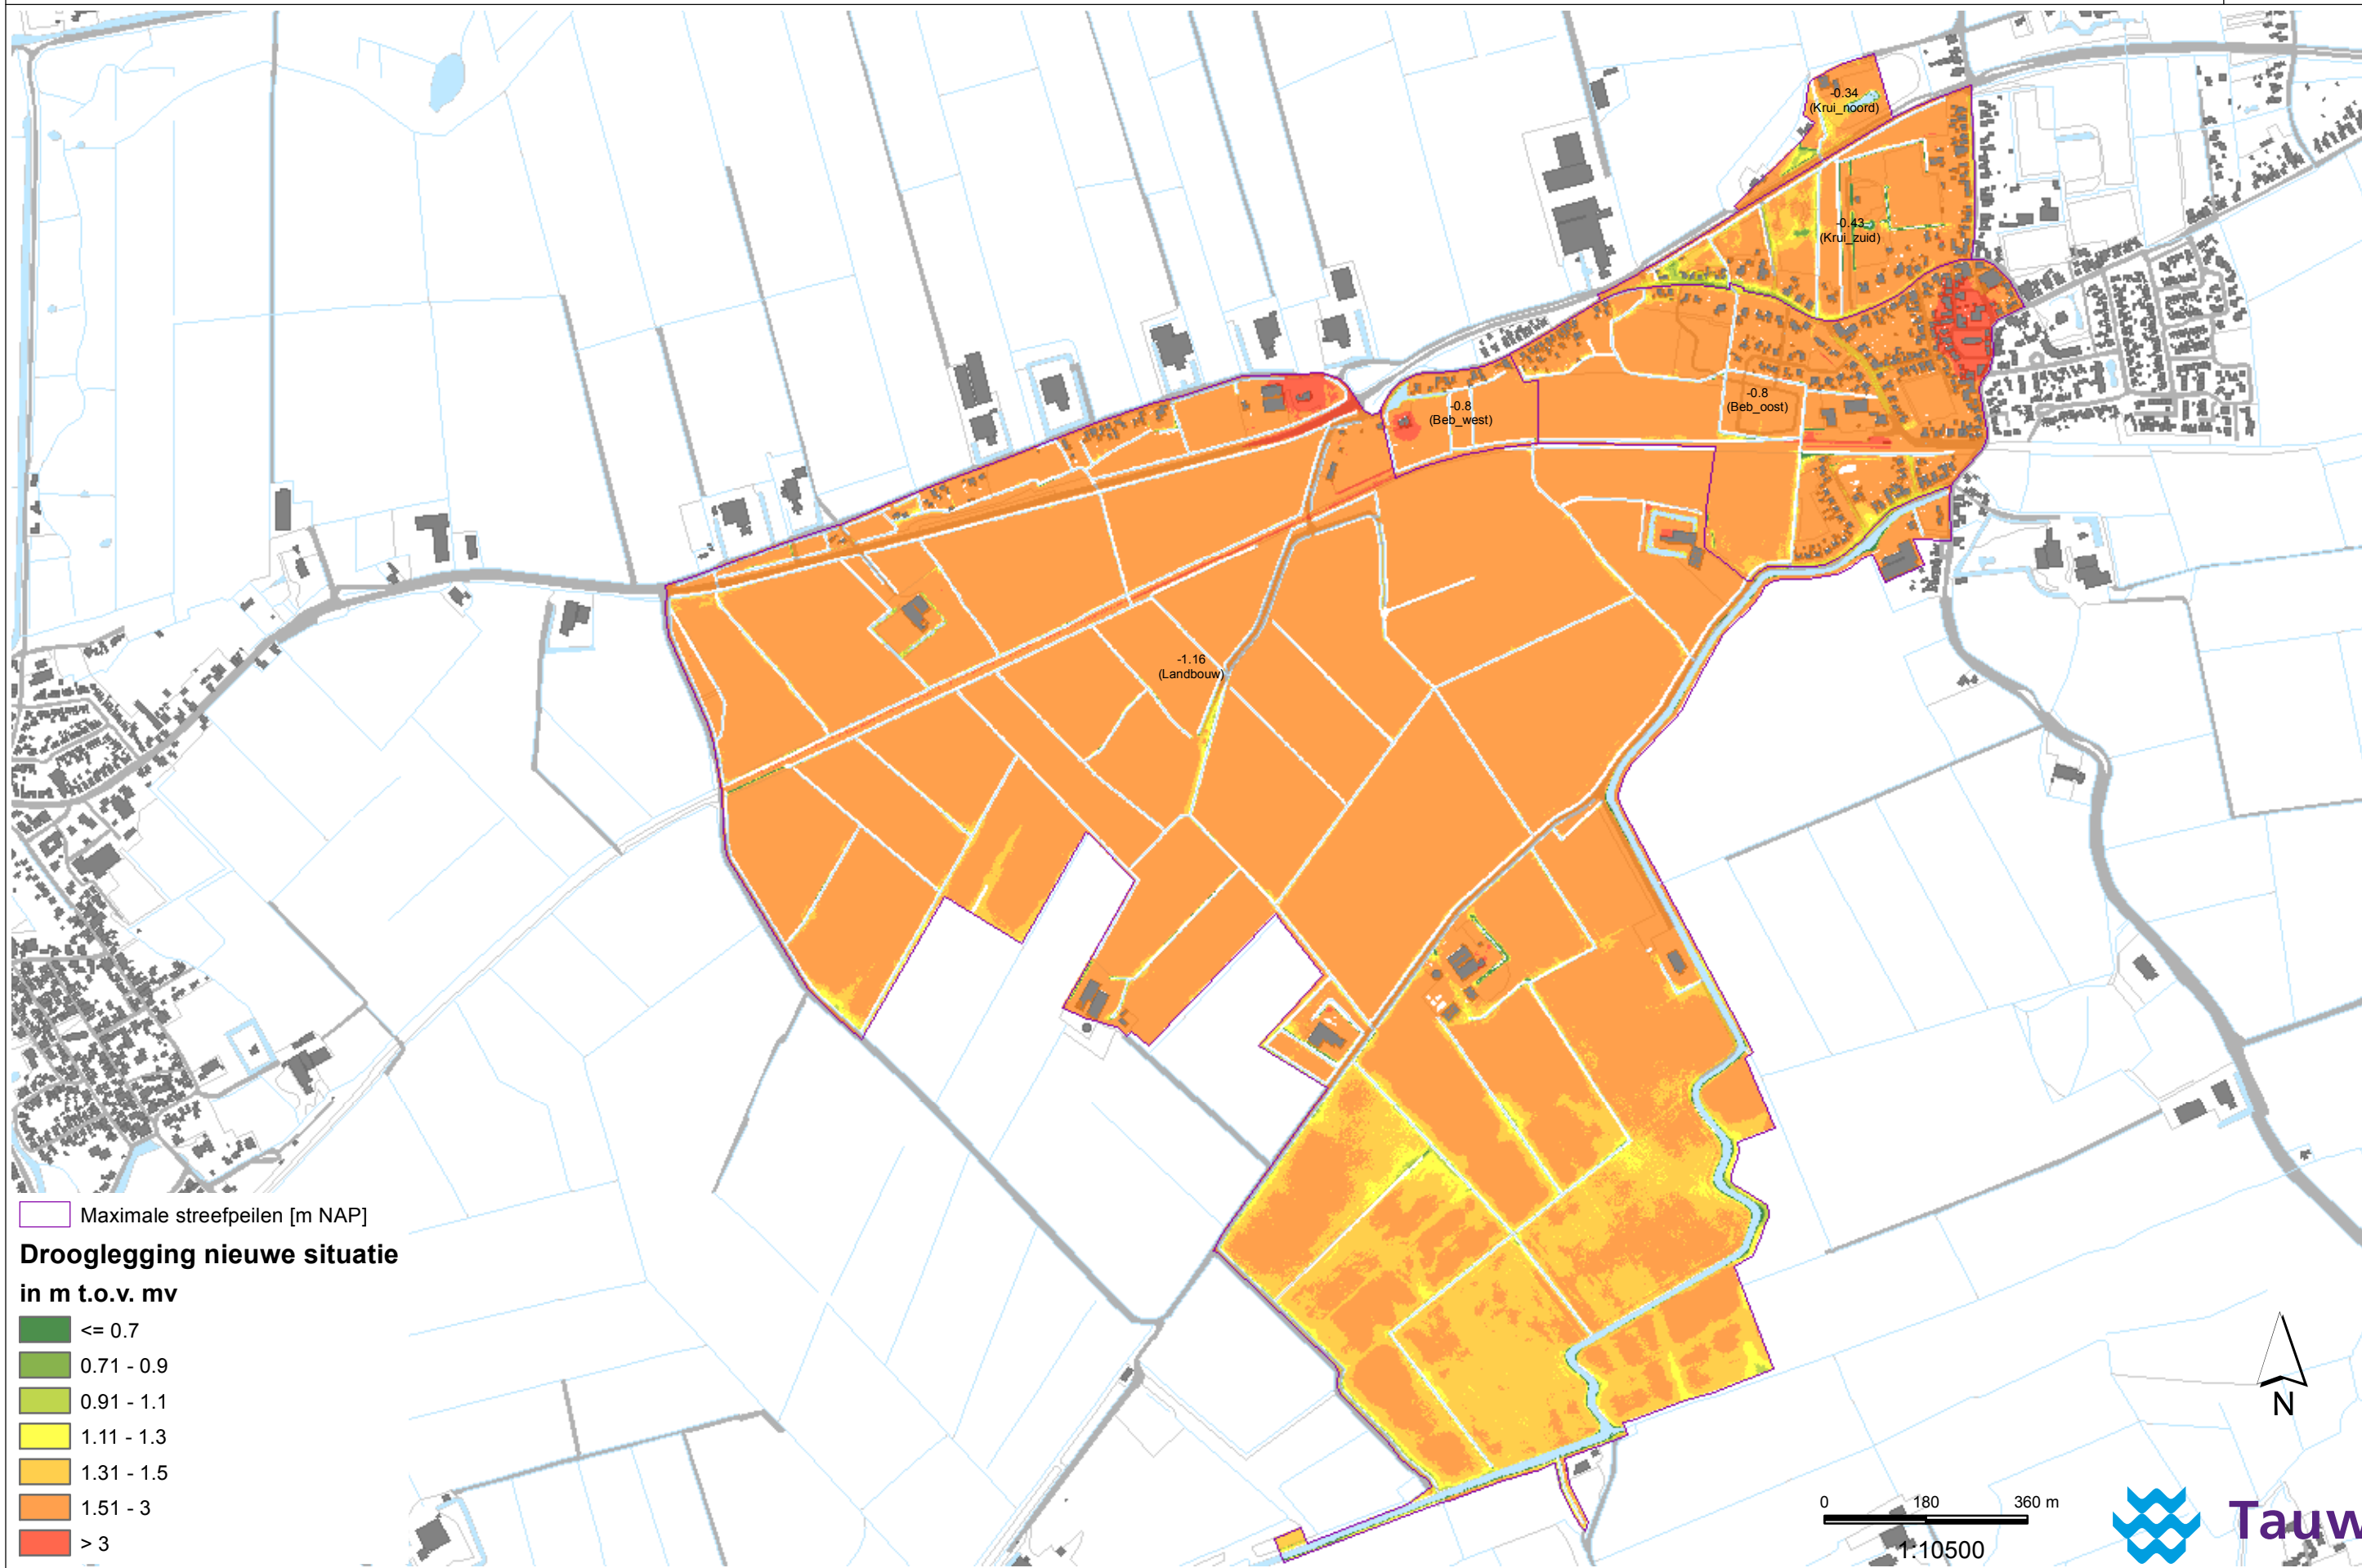 -0.34
(Krui_noord)
-0.43
(Krui_zuid)
-0.8
(Beb_west)
-0.8
(Beb_oost)
-1.16
(Landbouw)
Maximale streefpeilen [m NAP]
Drooglegging nieuwe situatie
in m t.o.v. mv
<= 0.7
0.71 - 0.9
0.91 - 1.1
1.11 - 1.3
1.31 - 1.5
1.51 - 3
> 3
N
0 180 360 m
1:10500
Tauw